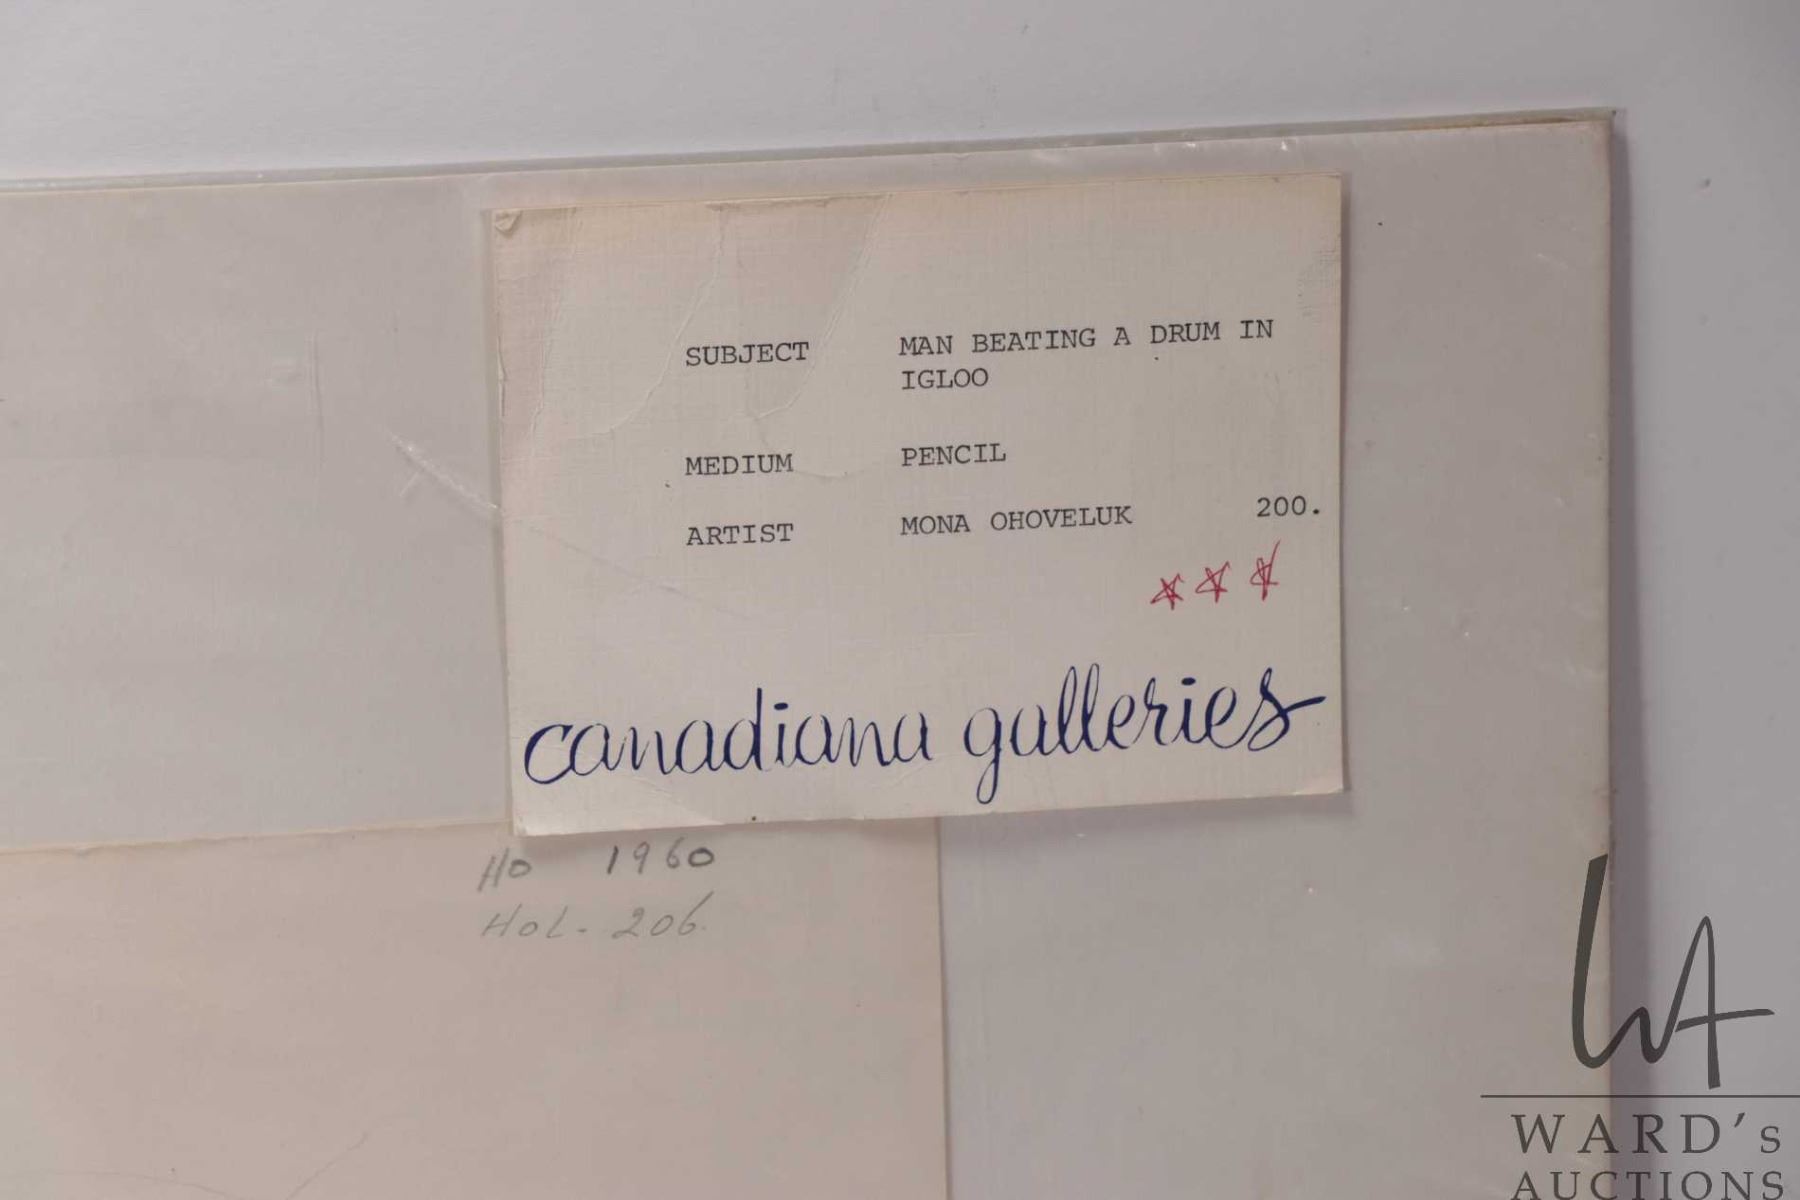 SUBJECT MAN BEATING A DRUM IN
IGLOO
MEDIUM PENCIL
ARTIST MONA OHOVELUK 200.
canadiana galleries
HO 1960
HOL- 206.
WA
WARD's
AUCTIONS